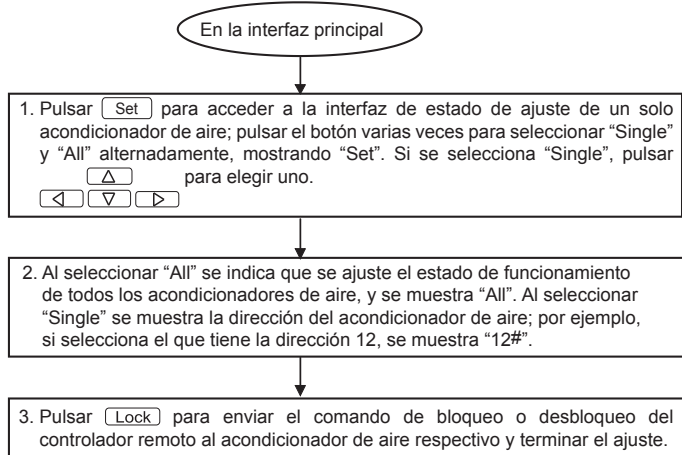 En la interfaz principal
1. Pulsar Set para acceder a la interfaz de estado de ajuste de un solo
acondicionador de aire; pulsar el botón varias veces para seleccionar “Single”
y “All” alternadamente, mostrando “Set”. Si se selecciona “Single”, pulsar
△ para elegir uno.
◁ ▽ ▷
2. Al seleccionar “All” se indica que se ajuste el estado de funcionamiento
de todos los acondicionadores de aire, y se muestra “All”. Al seleccionar
“Single” se muestra la dirección del acondicionador de aire; por ejemplo,
si selecciona el que tiene la dirección 12, se muestra “12#”.
3. Pulsar Lock para enviar el comando de bloqueo o desbloqueo del
controlador remoto al acondicionador de aire respectivo y terminar el ajuste.